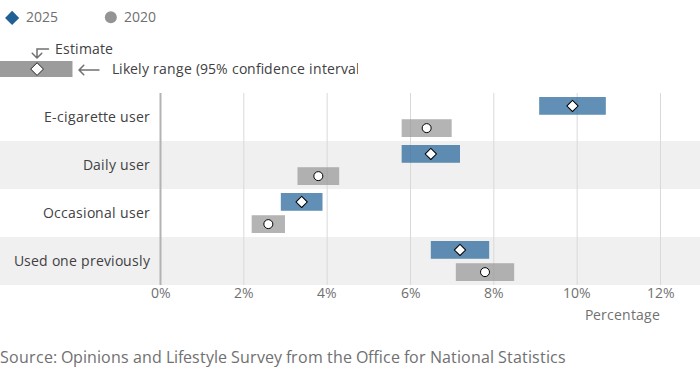 2025 2020
Estimate
Likely range (95% confidence interval
E-cigarette user
Daily user
Occasional user
Used one previously
0% 2% 4% 6% 8% 10% 12%
Percentage
Source: Opinions and Lifestyle Survey from the Office for National Statistics